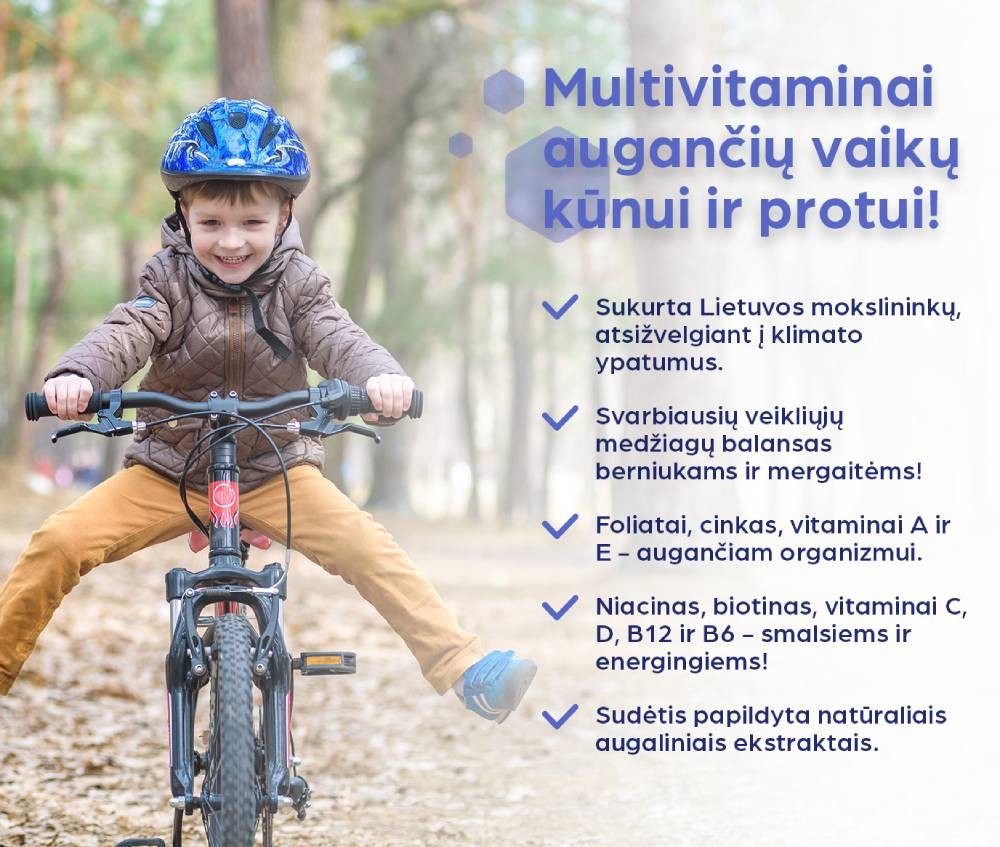 Multivitaminai
augančių vaikų
kūnui ir protui!
Sukurta Lietuvos mokslininkų,
atsižvelgiant į klimato
ypatumus.
Svarbiausių veikliųjų
medžiagų balansas
berniukams ir mergaitėms!
Foliatai, cinkas, vitaminai A ir
E – augančiam organizmui.
Niacinas, biotinas, vitaminai C,
D, B12 ir B6 – smalsiems ir
energingiems!
Sudėtis papildyta natūraliais
augaliniais ekstraktais.